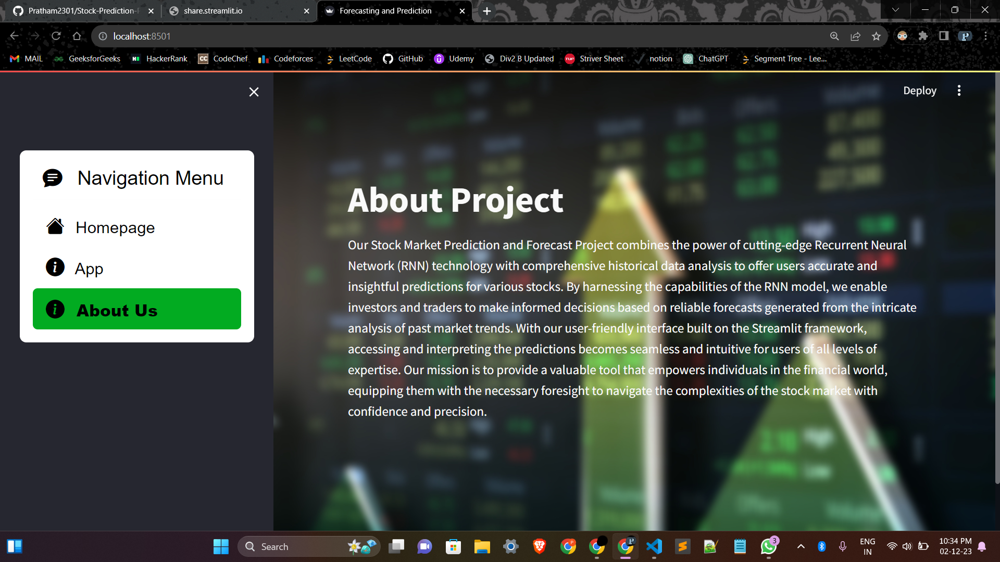 Pratham2301/Stock-Prediction-
share.streamlit.io
Forecasting and Prediction
localhost:8501
MAIL
GeeksforGeeks
HackerRank
CodeChef
Codeforces
LeetCode
GitHub
Udemy
Div2 B Updated
Striver Sheet
notion
ChatGPT
Segment Tree - Lee...
Deploy
Navigation Menu
Homepage
App
About Us
About Project
Our Stock Market Prediction and Forecast Project combines the power of cutting-edge Recurrent Neural
Network (RNN) technology with comprehensive historical data analysis to offer users accurate and
insightful predictions for various stocks. By harnessing the capabilities of the RNN model, we enable
investors and traders to make informed decisions based on reliable forecasts generated from the intricate
analysis of past market trends. With our user-friendly interface built on the Streamlit framework,
accessing and interpreting the predictions becomes seamless and intuitive for users of all levels of
expertise. Our mission is to provide a valuable tool that empowers individuals in the financial world,
equipping them with the necessary foresight to navigate the complexities of the stock market with
confidence and precision.
Search
3
ENG
IN
10:34 PM
02-12-23